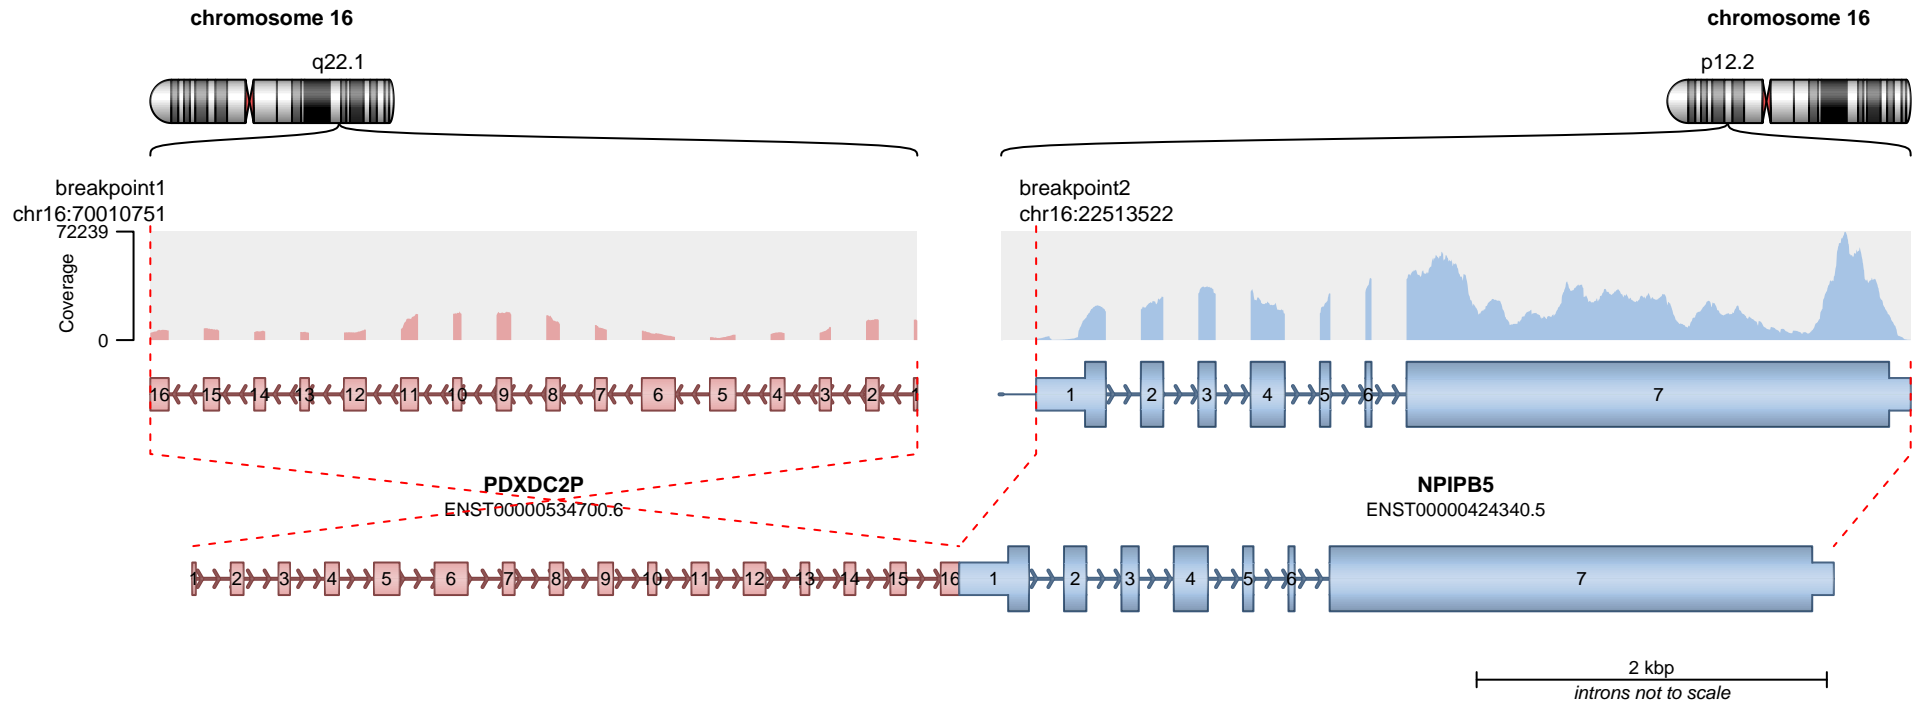 chromosome 16
chromosome 16
q22.1
p12.2
breakpoint1
chr16:70010751
breakpoint2
chr16:22513522
72239
Coverage
0
16 15 14 13 12 11 10 9 8 7 6 5 4 3 2 1
1 2 3 4 5 6 7
PDXDC2P
ENST00000534700.6
NPIPB5
ENST00000424340.5
1 2 3 4 5 6 7 8 9 10 11 12 13 14 15 16 1 2 3 4 5 6 7
2 kbp
introns not to scale